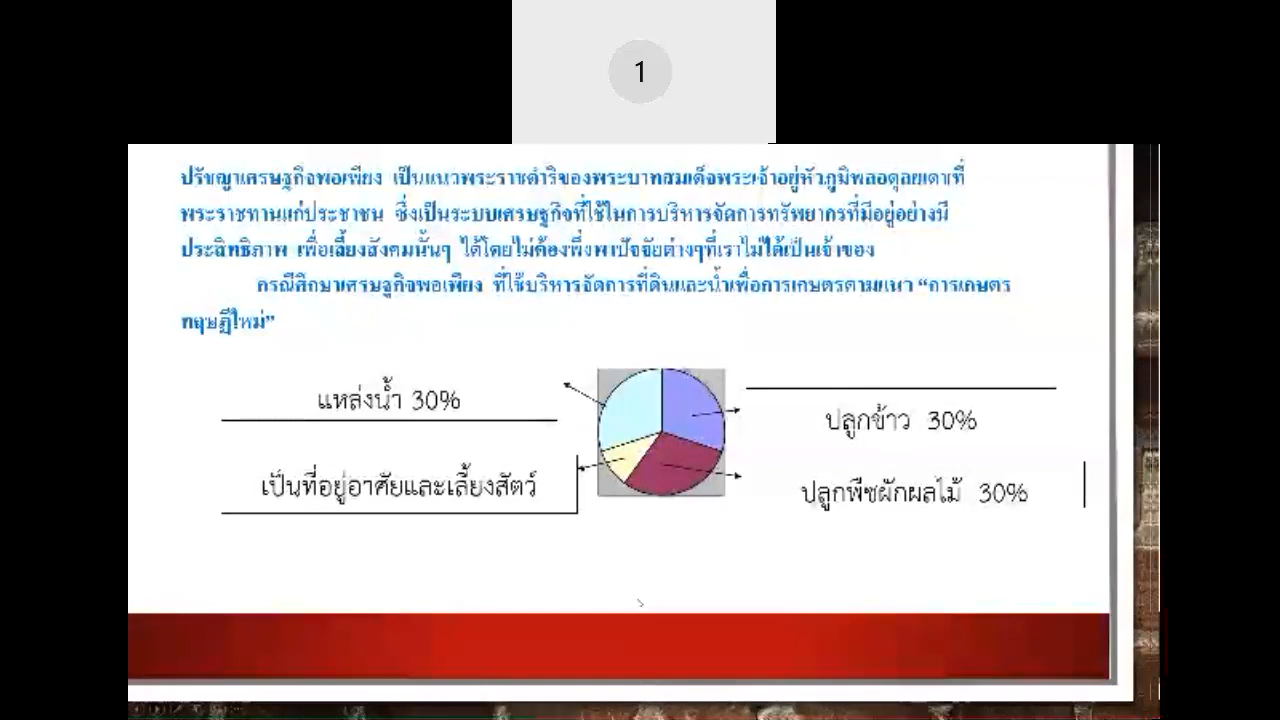 1
ปรัชญาเศรษฐกิจพอเพียง เป็นแนวพระราชดำริของพระบาทสมเด็จพระเจ้าอยู่หัวภูมิพลอดุลยเดชที่
พระราชทานแก่ประชาชน ซึ่งเป็นระบบเศรษฐกิจที่ใช้ในการบริหารจัดการทรัพยากรที่มีอยู่อย่างมี
ประสิทธิภาพ เพื่อเลี้ยงสังคมนั้นๆ ได้โดยไม่ต้องพึ่งพาปัจจัยต่างๆที่เราไม่ได้เป็นเจ้าของ
กรณีศึกษาเศรษฐกิจพอเพียง ที่ใช้บริหารจัดการที่ดินและน้ำเพื่อการเกษตรตามแนว “การเกษตร
ทฤษฎีใหม่”
แหล่งน้ำ 30%
ปลูกข้าว 30%
เป็นที่อยู่อาศัยและเลี้ยงสัตว์
ปลูกพืชผักผลไม้ 30%